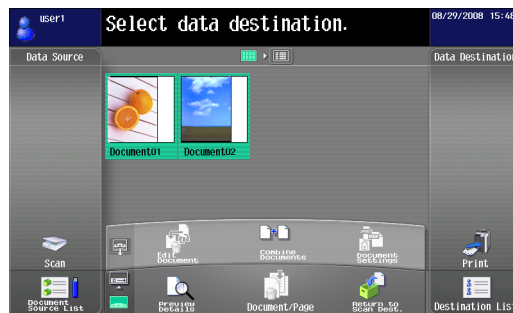 user1
Select data destination.
08/29/2008 15:48
Data Source
Data Destination
Document01
Document02
Edit
Document
Combine
Documents
Document
Settings
Scan
Print
Document
Source List
Preview
Details
Document/Page
Return to
Scan Dest.
Destination List